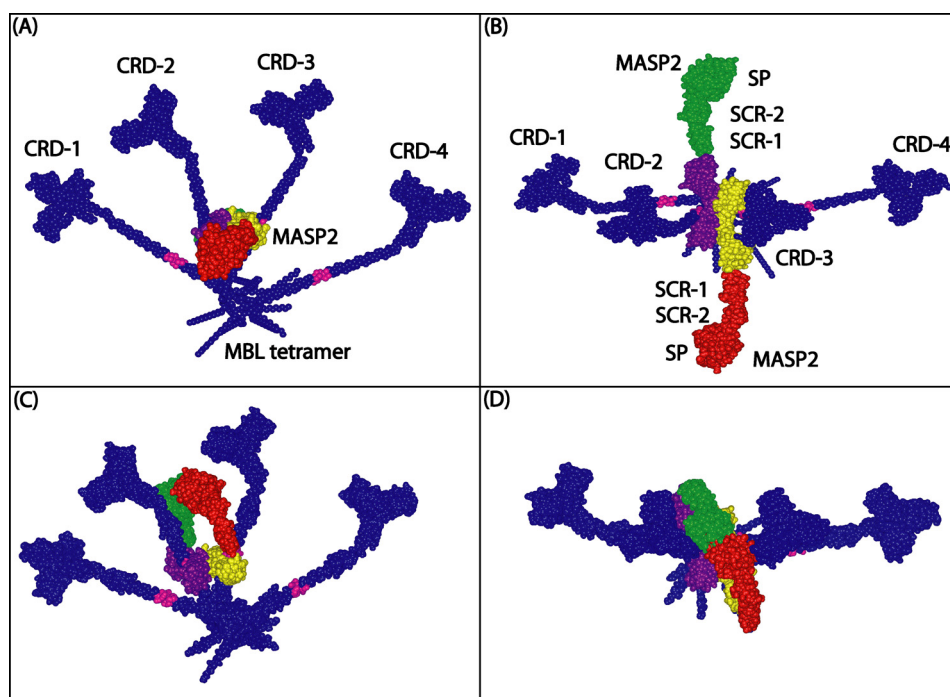 (A)
CRD-2
CRD-3
CRD-1
CRD-4
MASP2
MBL tetramer
(B)
MASP2
SP
SCR-2
SCR-1
CRD-1
CRD-2
CRD-4
CRD-3
SCR-1
SCR-2
SP
MASP2
(C)
(D)